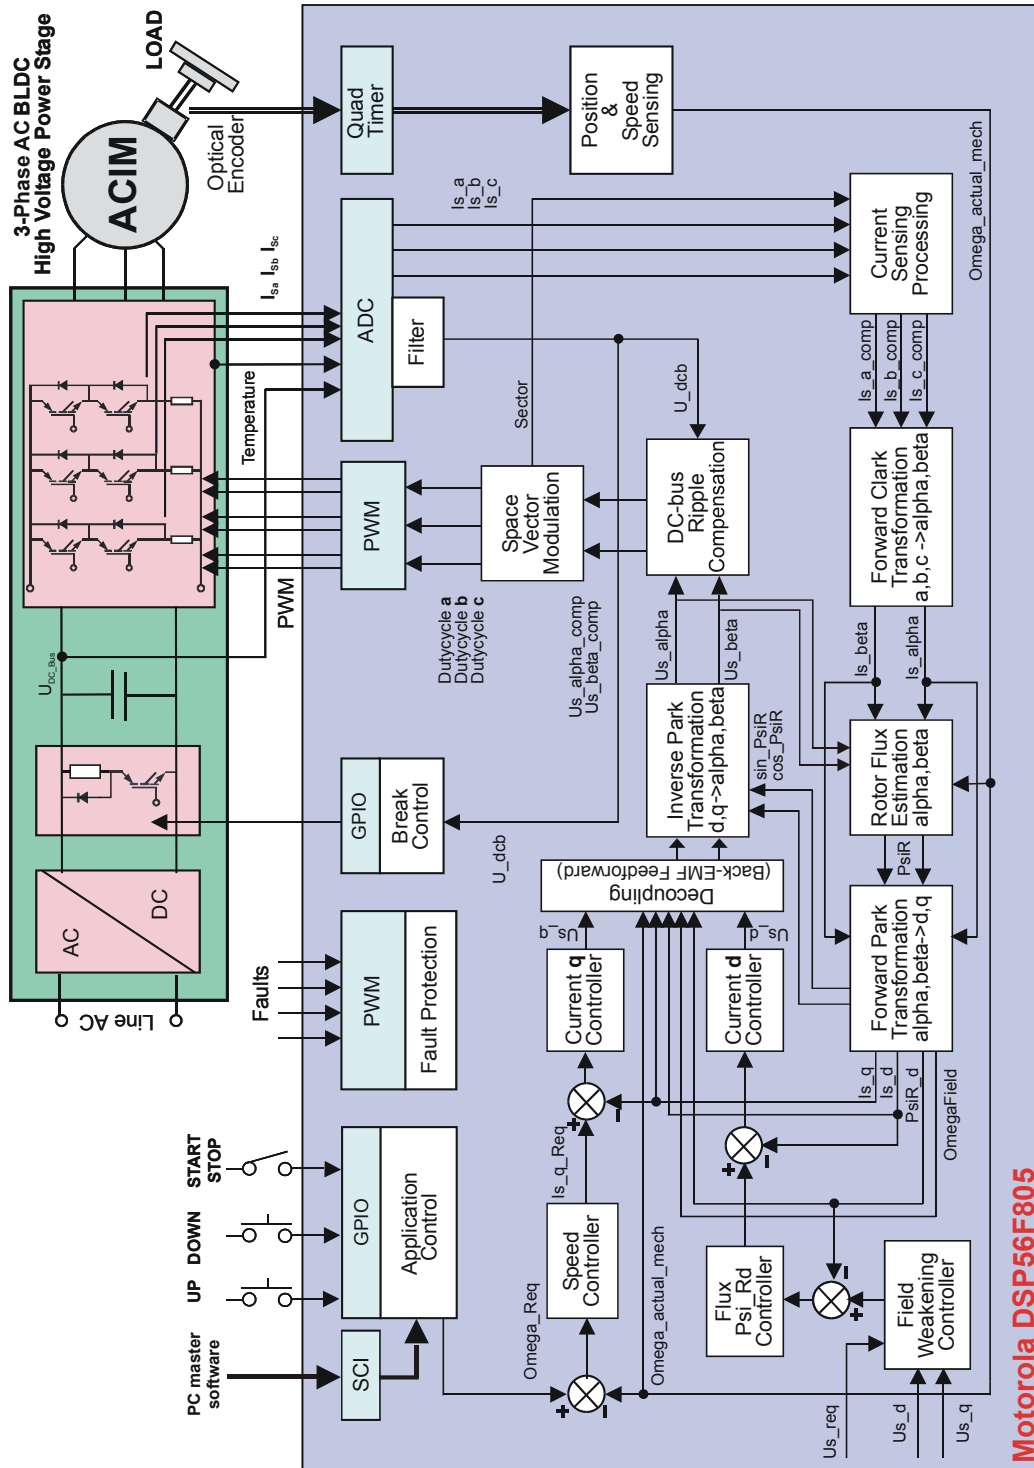 3-Phase AC BLDC
High Voltage Power Stage
LOAD
ACIM
Optical
Encoder
Line AC
AC
DC
U DC_Bus
Temperature
PWM
I Sa I Sb I Sc
Faults
START
STOP
DOWN
UP
PC master
software
SCI
GPIO
Application
Control
PWM
Fault Protection
GPIO
Break
Control
PWM
ADC
Filter
Quad
Timer
Position
&
Speed
Sensing
U_dcb
Dutycycle a
Dutycycle b
Dutycycle c
Space
Vector
Modulation
Sector
Is_a
Is_b
Is_c
Us_alpha_comp
Us_beta_comp
U_dcb
DC-bus
Ripple
Compensation
Us_alpha
Us_beta
Inverse Park
Transformation
d,q->alpha,beta
sin_PsiR
cos_PsiR
Decoupling
(Back-EMF Feedforward)
Us_q
Us_d
Current q
Controller
Current d
Controller
Is_q_Req
Speed
Controller
Omega_Req
Omega_actual_mech
Flux
Psi_Rd
Controller
Field
Weakening
Controller
Us_req
Us_d
Us_q
Is_q
Is_d
PsiR_d
OmegaField
Forward Park
Transformation
alpha,beta->d,q
PsiR
Rotor Flux
Estimation
alpha,beta
Is_beta
Is_alpha
Forward Clark
Transformation
a,b,c ->alpha,beta
Is_a_comp
Is_b_comp
Is_c_comp
Current
Sensing
Processing
Omega_actual_mech
+
−
+
−
+
−
+
−
Motorola DSP56F805